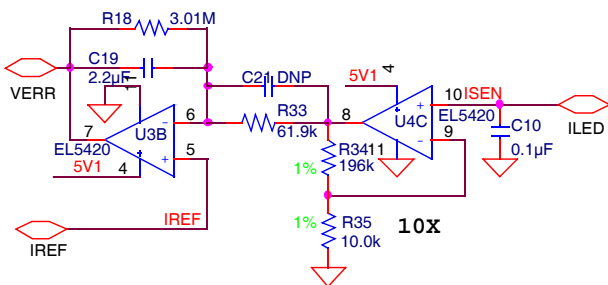 R18 3.01M
C19
2.2µF
11
VERR
C21 DNP
5V1
4
10
ISEN
ILED
6
R33
8
U4C
EL5420
C10
7
U3B
61.9k
9
0.1µF
EL5420
5
R34
11
5V1
4
1%
196k
IREF
IREF
1%
R35
10.0k
10X